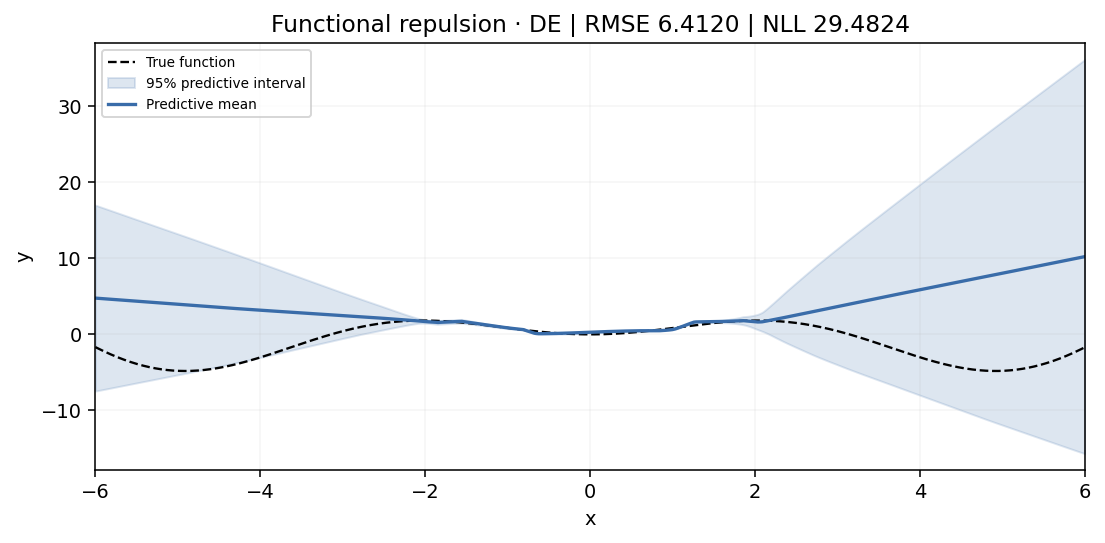 Functional repulsion · DE | RMSE 6.4120 | NLL 29.4824
True function
95% predictive interval
Predictive mean
30
20
10
0
−10
y
−6
−4
−2
0
2
4
6
x